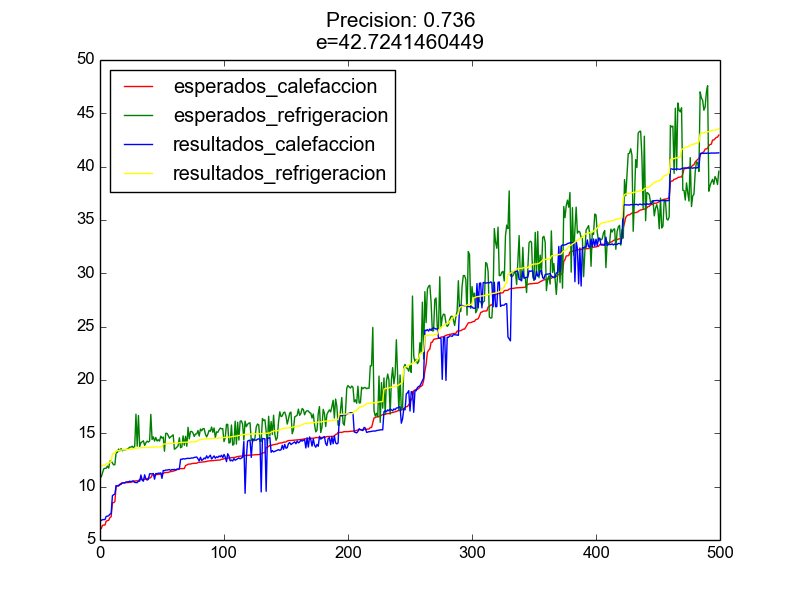 Precision: 0.736
e=42.7241460449
50
45
40
35
30
25
20
15
10
5
esperados_calefaccion
esperados_refrigeracion
resultados_calefaccion
resultados_refrigeracion
0
100
200
300
400
500